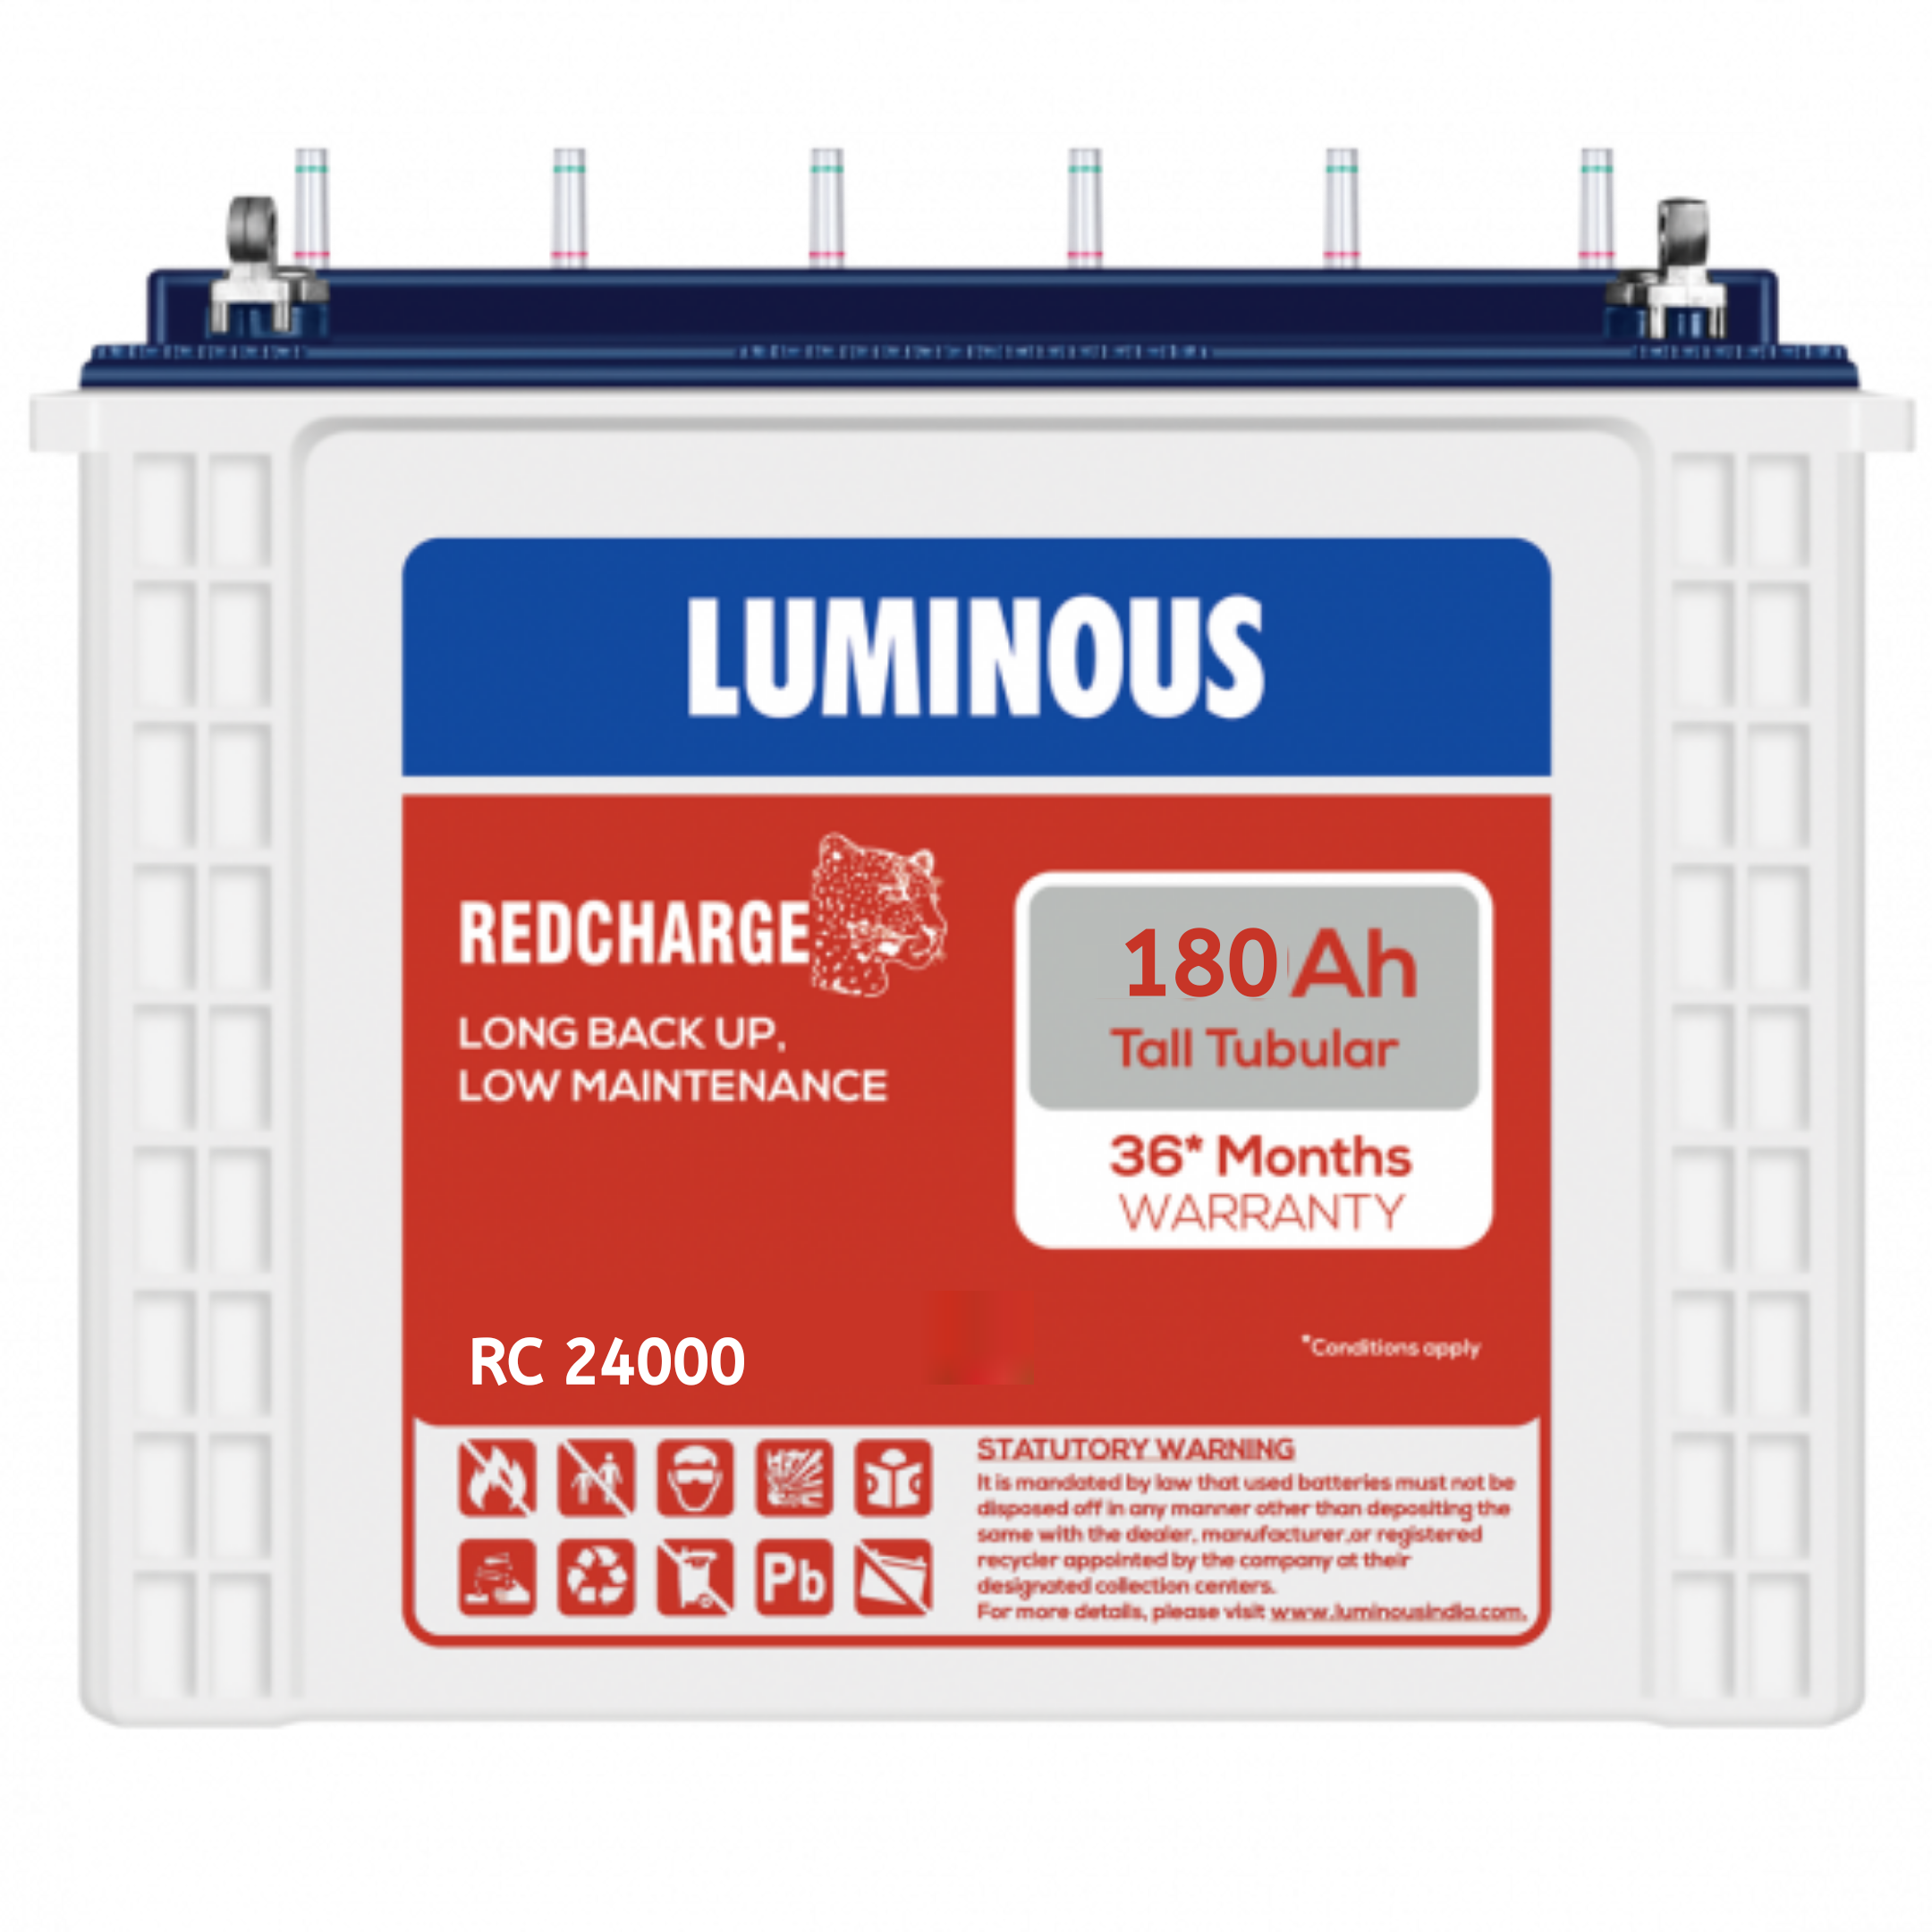 LUMINOUS
REDCHARGE
LONG BACK UP,
LOW MAINTENANCE
180 Ah
Tall Tubular
36* Months
WARRANTY
RC 24000
*Conditions apply
Pb
STATUTORY WARNING
It is mandated by law that used batteries must not be
disposed off in any manner other than depositing the
same with the dealer, manufacturer,or registered
recycler appointed by the company at their
designated collection centers.
For more details, please visit www.luminousindia.com.